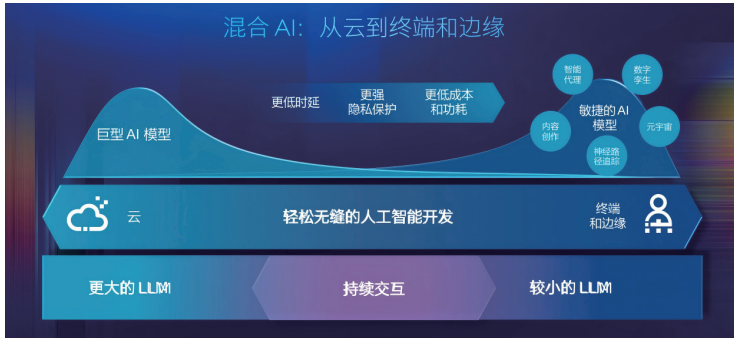 混合 AI：从云到终端和边缘
智能
代理
数字
孪生
更低时延
更强
隐私保护
更低成本
和功耗
敏捷的 AI
模型
巨型 AI 模型
内容
创作
元宇宙
神经路
径追踪
云
轻松无缝的人工智能开发
终端
和边缘
更大的 LLM
持续交互
较小的 LLM